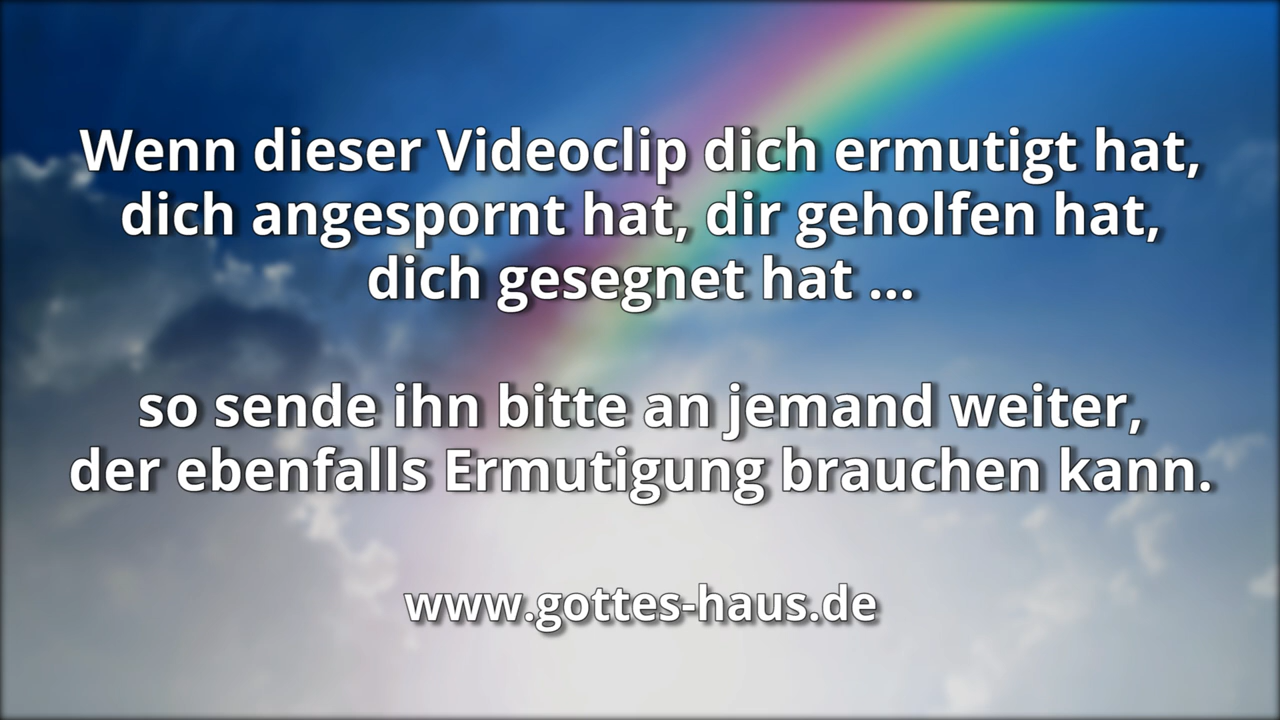 Wenn dieser Videoclip dich ermutigt hat,
dich angespornt hat, dir geholfen hat,
dich gesegnet hat ...
so sende ihn bitte an jemand weiter,
der ebenfalls Ermutigung brauchen kann.
www.gottes-haus.de